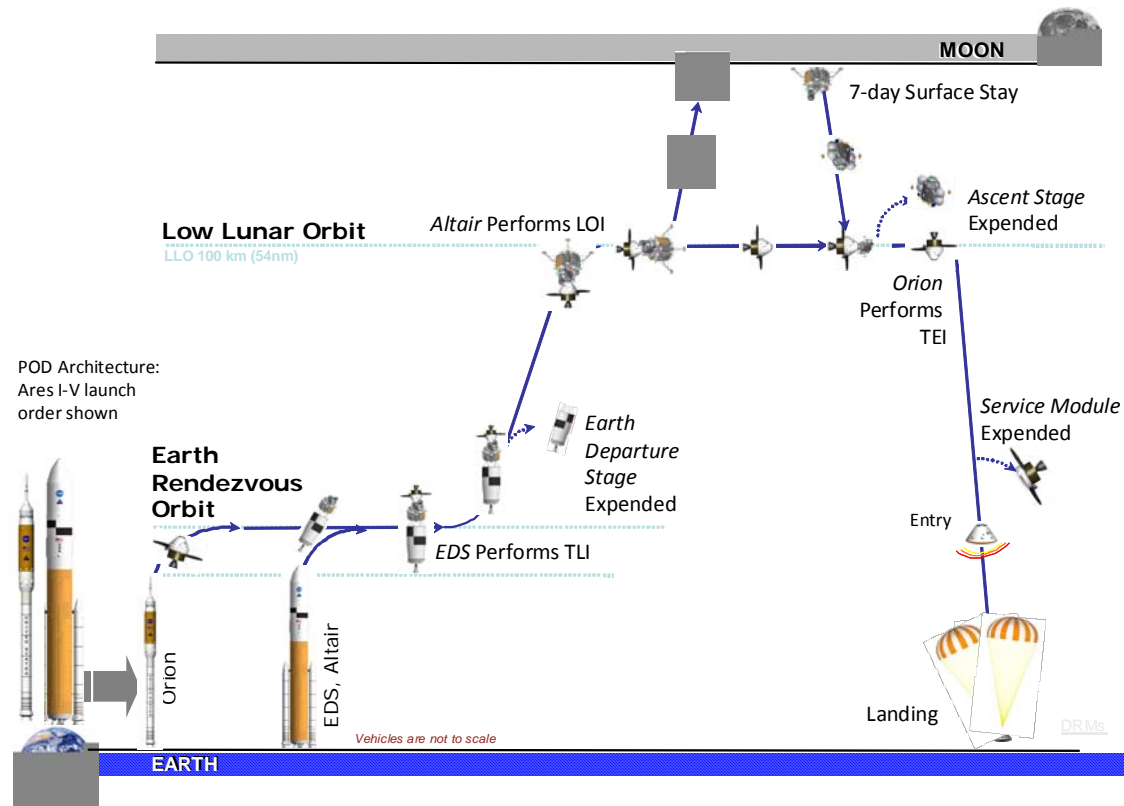 MOON
7-day Surface Stay
Ascent Stage
Expended
Altair Performs LOI
Low Lunar Orbit
LLO 100 km (54nm)
Orion
Performs
TEI
POD Architecture:
Ares I-V launch
order shown
Service Module
Expended
Earth
Departure
Stage
Expended
Earth
Rendezvous
Orbit
Entry
EDS Performs TLI
Orion
EDS, Altair
Landing
DRMs
Vehicles are not to scale
EARTH